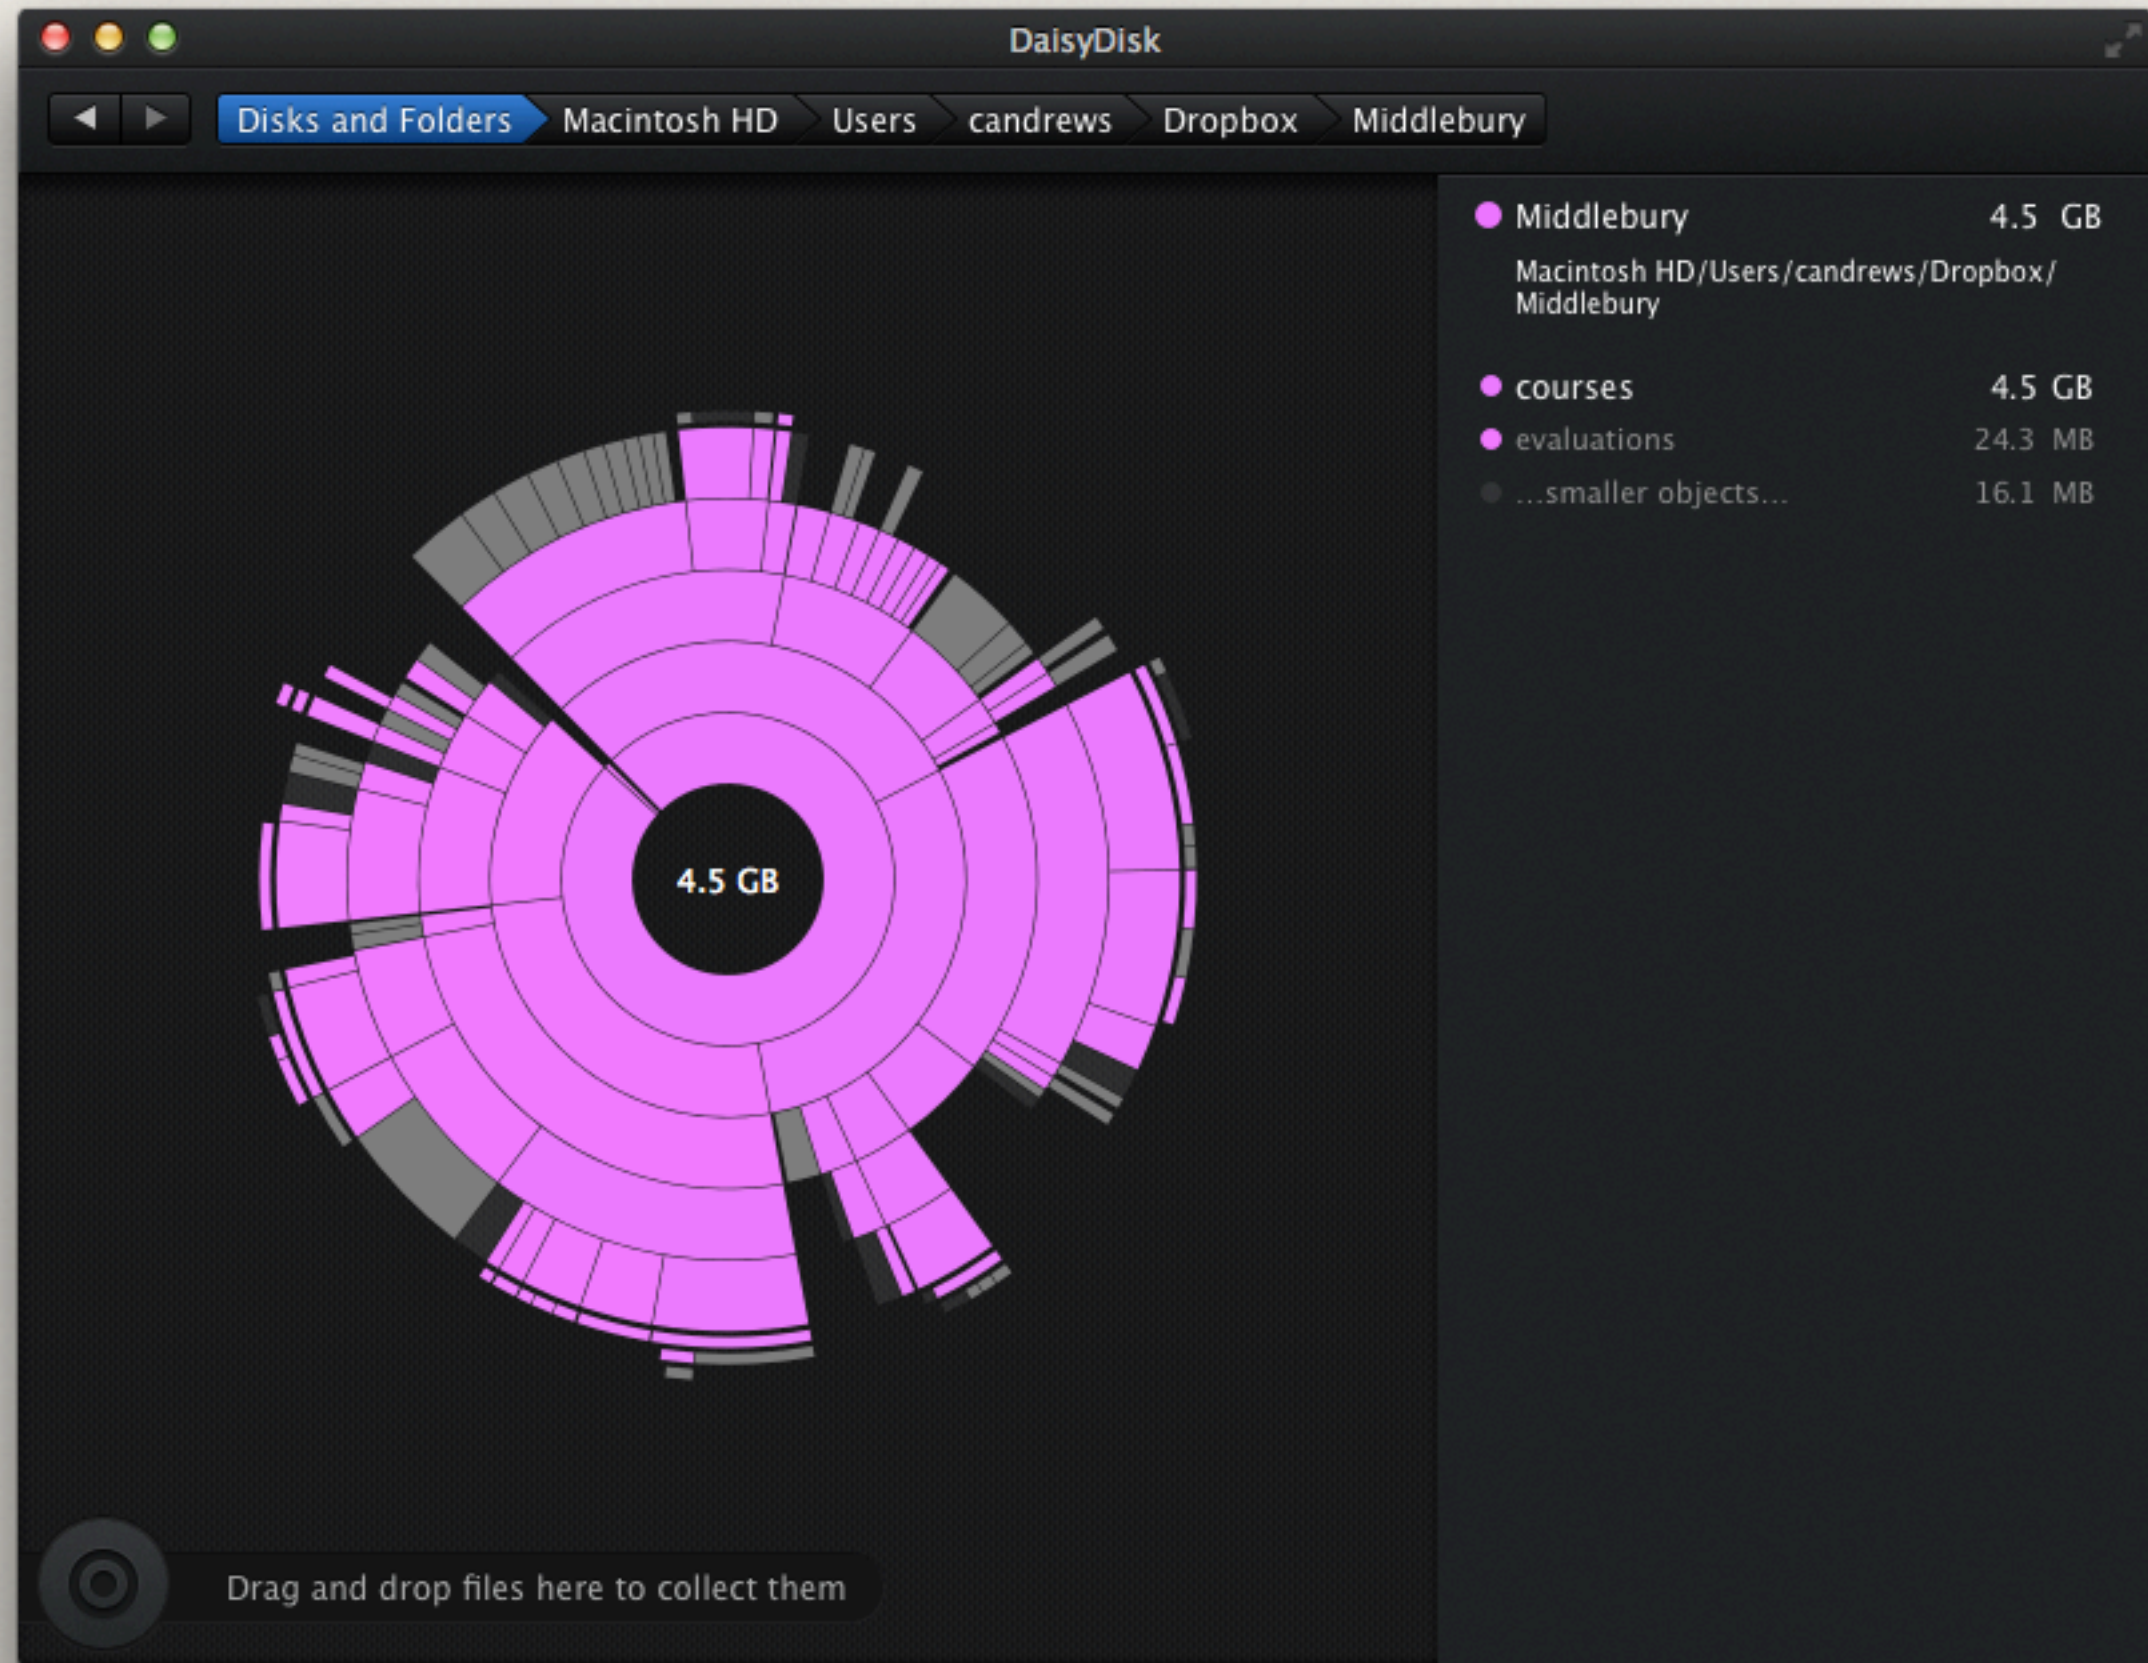 DaisyDisk
Disks and Folders Macintosh HD Users candrews Dropbox Middlebury
Middlebury 4.5 GB
Macintosh HD/Users/candrews/Dropbox/
Middlebury
courses 4.5 GB
evaluations 24.3 MB
...smaller objects... 16.1 MB
4.5 GB
Drag and drop files here to collect them